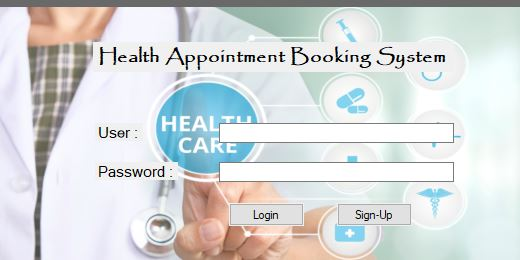 Health Appointment Booking System
User :
HEALTH
CARE
Password :
Login
Sign-Up